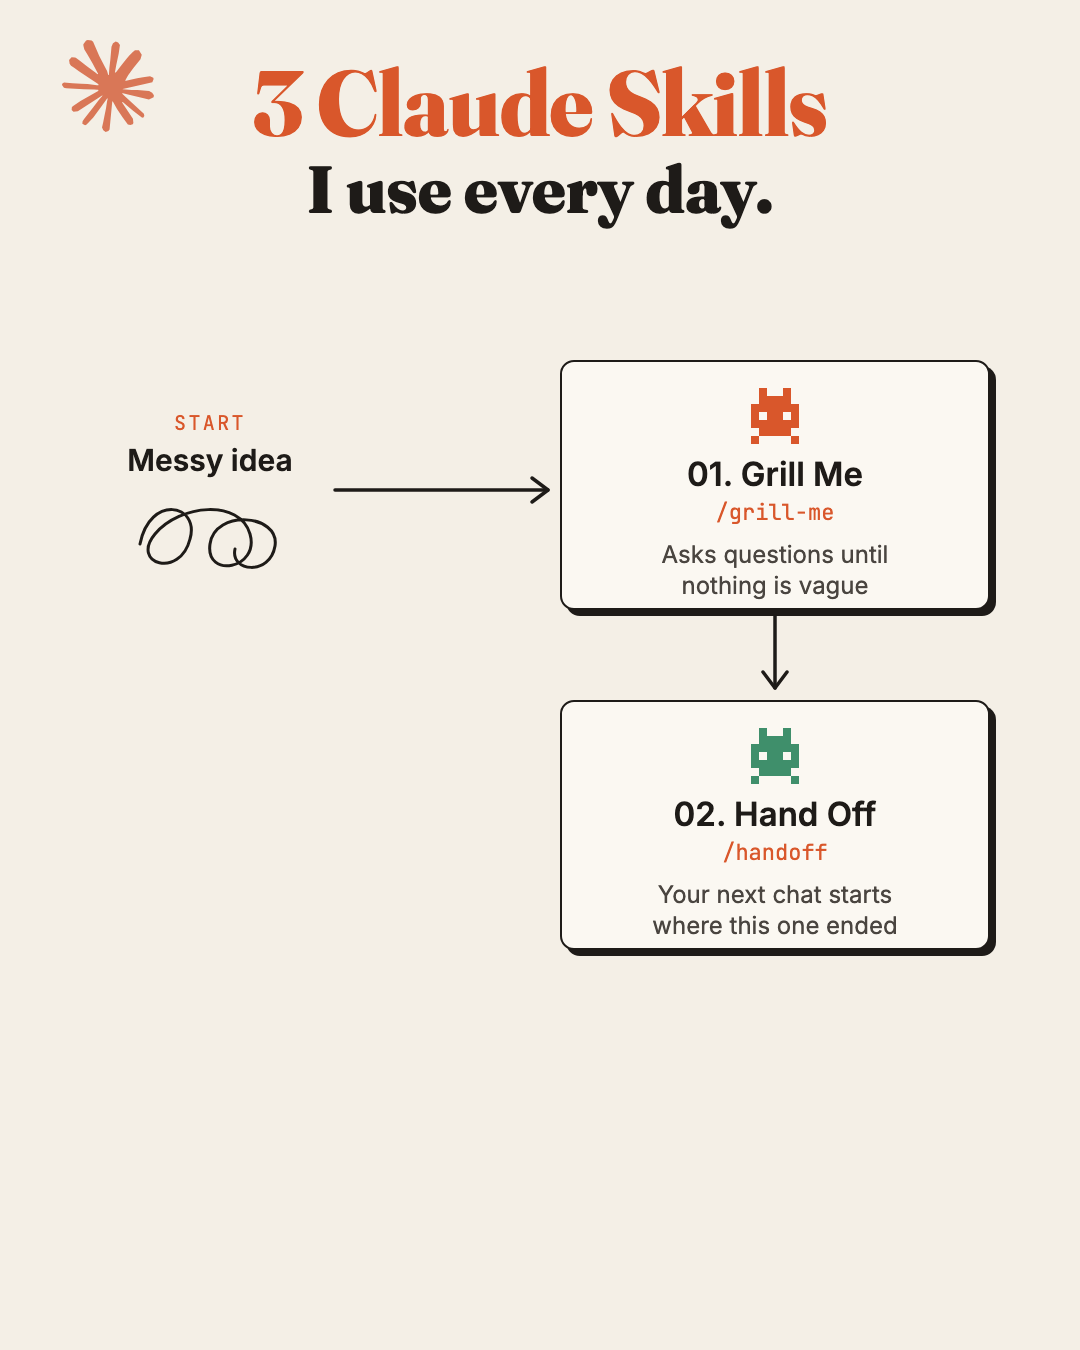 3 Claude Skills
I use every day.
START
Messy idea
01. Grill Me
/grill-me
Asks questions until
nothing is vague
02. Hand Off
/handoff
Your next chat starts
where this one ended